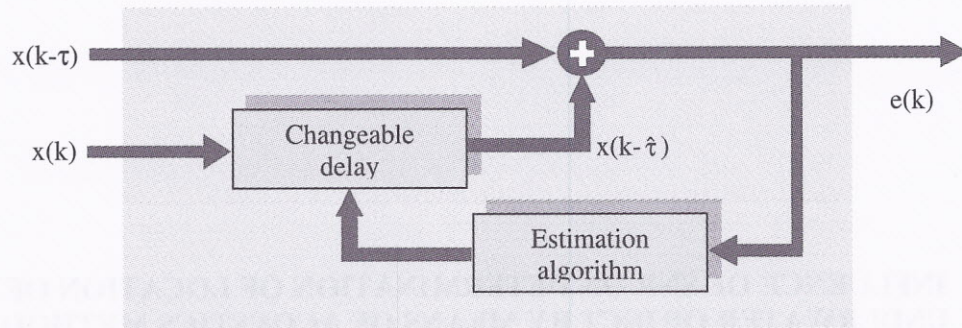 x(k-τ)
e(k)
x(k)
Changeable
delay
x(k-τ̂)
Estimation
algorithm